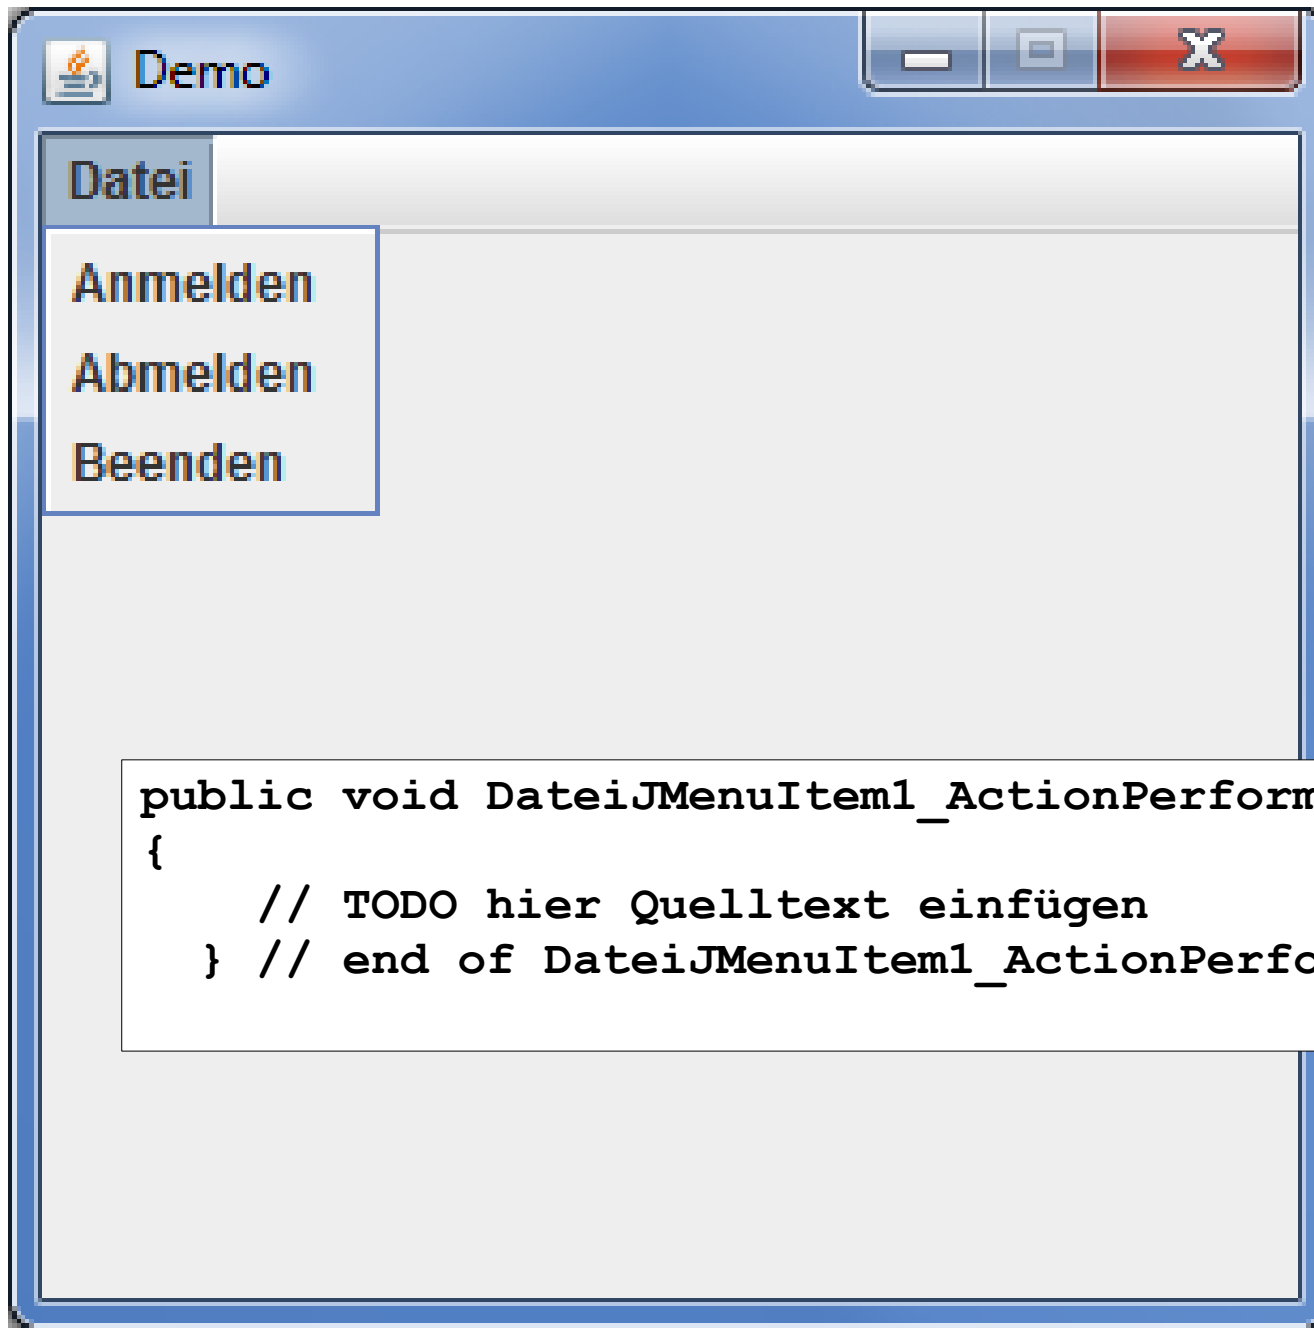 Demo
Datei
Anmelden
Abmelden
Beenden
public void DateiJMenuItem1_ActionPerform
{
// TODO hier Quelltext einfügen
} // end of DateiJMenuItem1_ActionPerfo